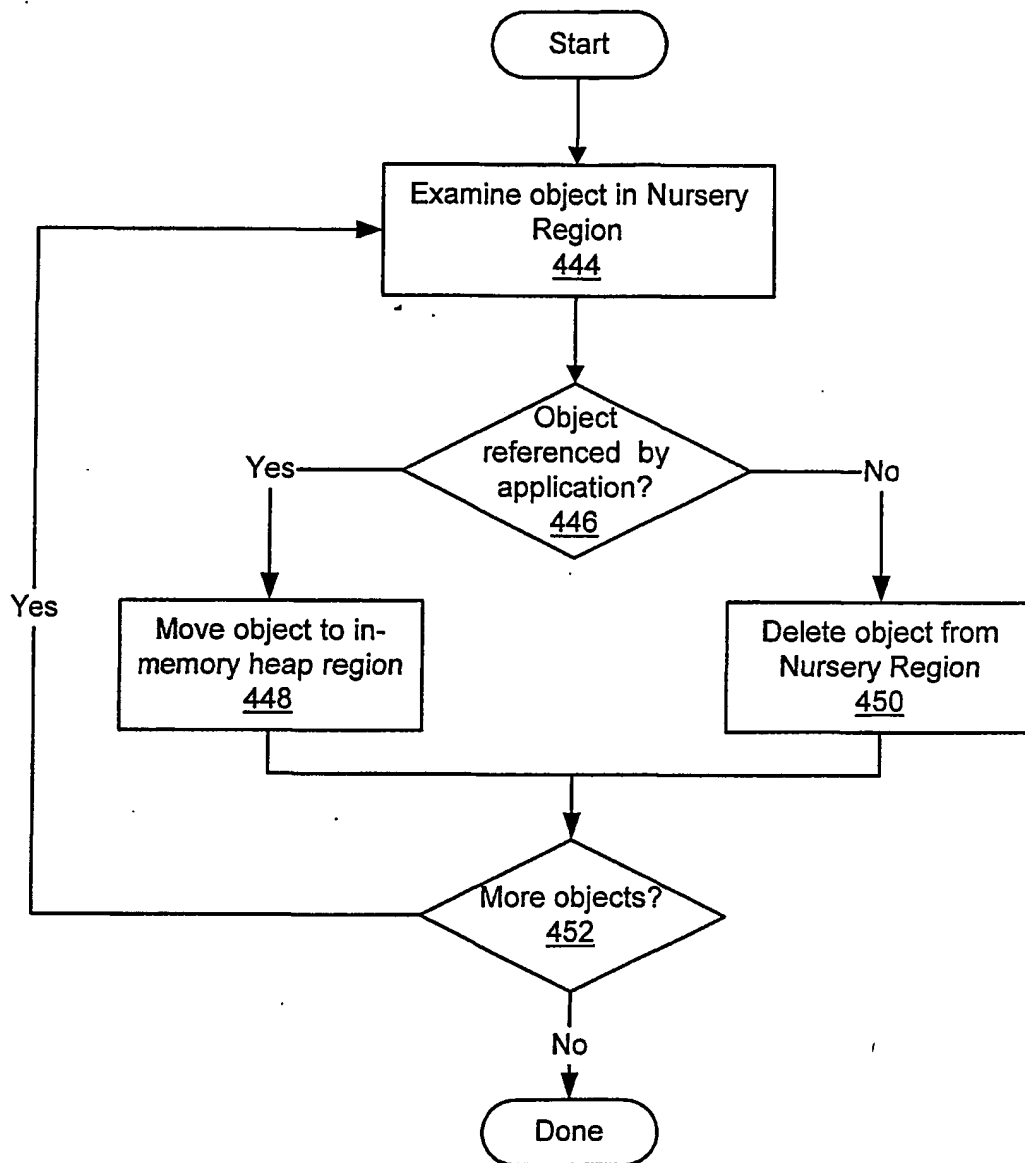 Start
Examine object in Nursery
Region
444
Object
referenced by
application?
446
Yes
No
Yes
Move object to in-
memory heap region
448
Delete object from
Nursery Region
450
More objects?
452
No
Done